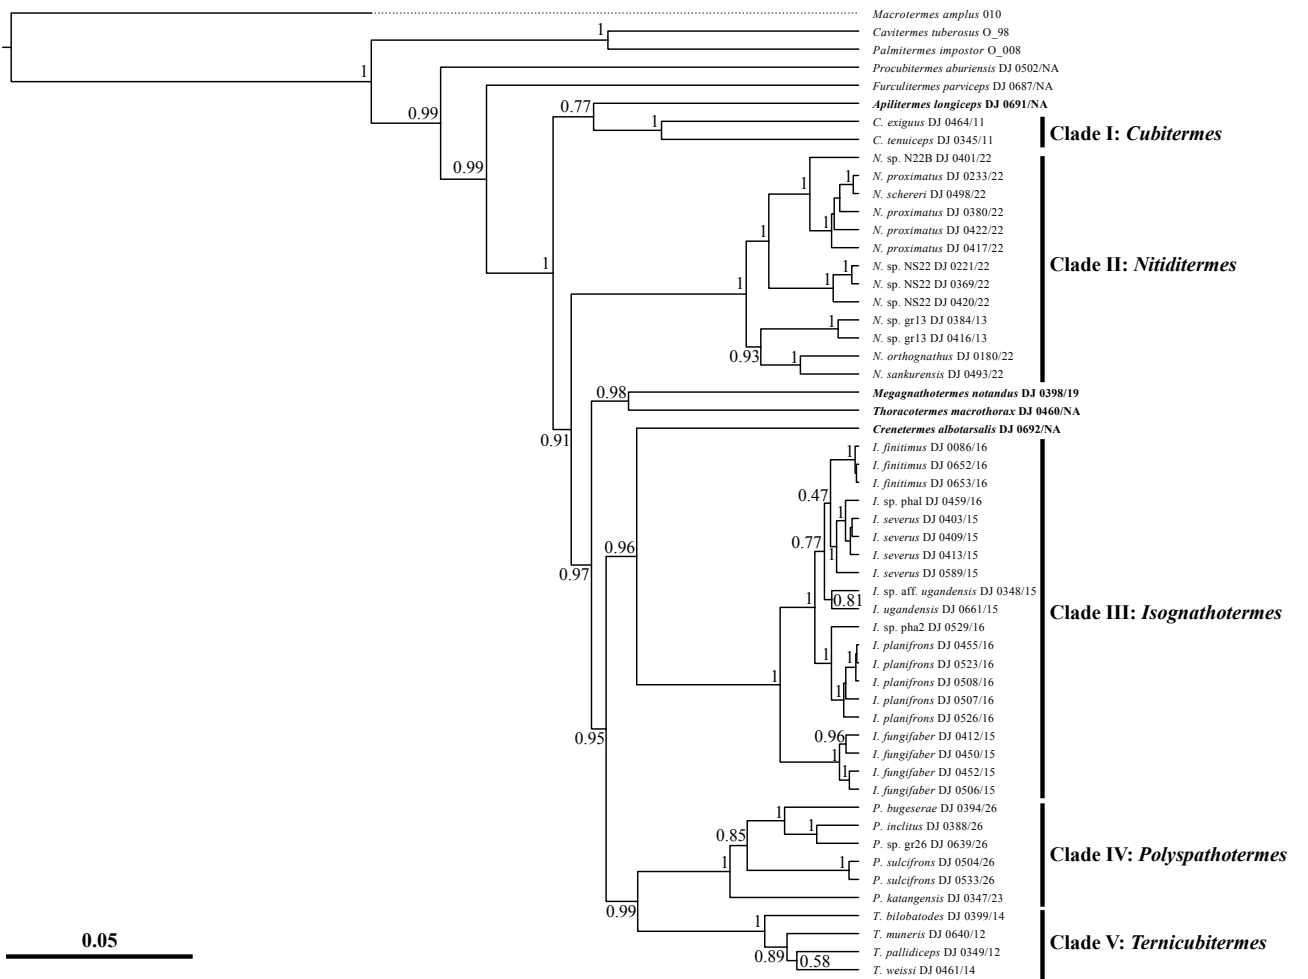 Macrotermes amplus 010
Cavitermes tuberosus O_98
Palmitermes impostor O_008
Procubitermes aburiensis DJ 0502/NA
Furculitermes parviceps DJ 0687/NA
Apilitermes longiceps DJ 0691/NA
C. exiguus DJ 0464/11
C. tenuiceps DJ 0345/11
N. sp. N22B DJ 0401/22
N. proximatus DJ 0233/22
N. schereri DJ 0498/22
N. proximatus DJ 0380/22
N. proximatus DJ 0422/22
N. proximatus DJ 0417/22
N. sp. NS22 DJ 0221/22
N. sp. NS22 DJ 0369/22
N. sp. NS22 DJ 0420/22
N. sp. gr13 DJ 0384/13
N. sp. gr13 DJ 0416/13
N. orthognathus DJ 0180/22
N. sankurensis DJ 0493/22
Megagnathotermes notandus DJ 0398/19
Thoracotermes macrothorax DJ 0460/NA
Crenetermes albotarsalis DJ 0692/NA
I. finitimus DJ 0086/16
I. finitimus DJ 0652/16
I. finitimus DJ 0653/16
I. sp. pha1 DJ 0459/16
I. severus DJ 0403/15
I. severus DJ 0409/15
I. severus DJ 0413/15
I. severus DJ 0589/15
I. sp. aff. ugandensis DJ 0348/15
I. ugandensis DJ 0661/15
I. sp. pha2 DJ 0529/16
I. planifrons DJ 0455/16
I. planifrons DJ 0523/16
I. planifrons DJ 0508/16
I. planifrons DJ 0507/16
I. planifrons DJ 0526/16
I. fungifaber DJ 0412/15
I. fungifaber DJ 0450/15
I. fungifaber DJ 0452/15
I. fungifaber DJ 0506/15
P. bugeserae DJ 0394/26
P. inclitus DJ 0388/26
P. sp. gr26 DJ 0639/26
P. sulcifrons DJ 0504/26
P. sulcifrons DJ 0533/26
P. katangensis DJ 0347/23
T. bilobatodes DJ 0399/14
T. muneris DJ 0640/12
T. pallidiceps DJ 0349/12
T. weissi DJ 0461/14
Clade I: Cubitermes
Clade II: Nitiditermes
Clade III: Isognathotermes
Clade IV: Polyspathotermes
Clade V: Ternicubitermes
1
1
0.99
0.99
0.77
1
1
1
1
1
1
1
1
1
1
0.93
1
0.91
0.98
0.97
0.96
0.95
1
0.47
1
0.77
1
1
0.81
1
1
1
1
0.96
1
1
1
1
0.85
1
1
0.99
1
0.89
0.58
0.05